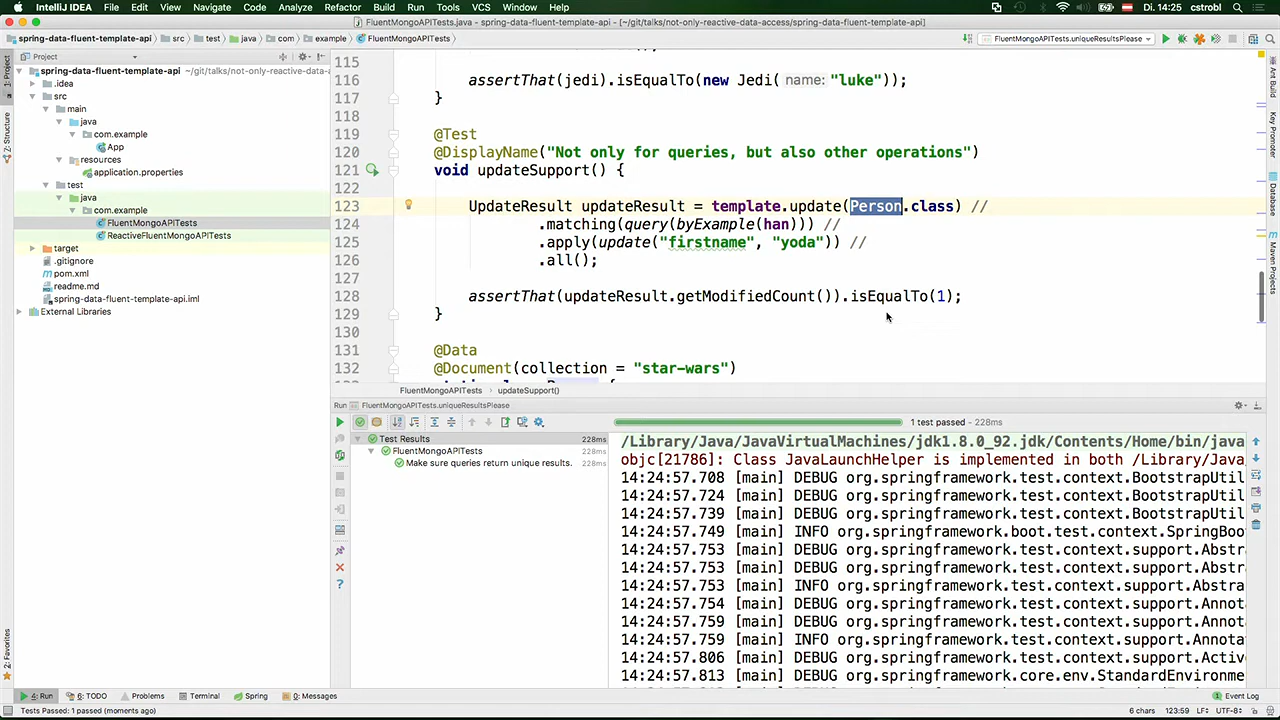 IntelliJ IDEA File Edit View Navigate Code Analyze Refactor Build Run Tools VCS Window Help Di. 14:25 cstrobl
FluentMongoAPITests.java - spring-data-fluent-template-api - [~/git/talks/not-only-reactive-data-access/spring-data-fluent-template-api]
spring-data-fluent-template-api src test java com example FluentMongoAPITests FluentMongoAPITests.uniqueResultsPlease
Project
FluentMongoAPITests.java
spring-data-fluent-template-api ~/git/talks/not-only-reactive-data-a
.idea
src
main
java
com.example
App
resources
application.properties
test
java
com.example
FluentMongoAPITests
ReactiveFluentMongoAPITests
target
.gitignore
pom.xml
readme.md
spring-data-fluent-template-api.iml
External Libraries
1: Project
7: Structure
2: Favorites
Ant Build
Key Promoter
Database
Maven Projects
115
116 assertThat(jedi).isEqualTo(new Jedi( name: "luke"));
117 }
118
119 @Test
120 @DisplayName("Not only for queries, but also other operations")
121 void updateSupport() {
122
123 UpdateResult updateResult = template.update(Person.class) //
124 .matching(query(byExample(han))) //
125 .apply(update("firstname", "yoda")) //
126 .all();
127
128 assertThat(updateResult.getModifiedCount()).isEqualTo(1);
129 }
130
131 @Data
132 @Document(collection = "star-wars")
FluentMongoAPITests updateSupport()
Run FluentMongoAPITests.uniqueResultsPlease
1 test passed - 228ms
Test Results 228ms
FluentMongoAPITests 228ms
Make sure queries return unique results. 228ms
/Library/Java/JavaVirtualMachines/jdk1.8.0_92.jdk/Contents/Home/bin/java
objc[21786]: Class JavaLaunchHelper is implemented in both /Library/Java
14:24:57.708 [main] DEBUG org.springframework.test.context.BootstrapUtil
14:24:57.724 [main] DEBUG org.springframework.test.context.BootstrapUtil
14:24:57.739 [main] DEBUG org.springframework.test.context.BootstrapUtil
14:24:57.749 [main] INFO org.springframework.boot.test.context.SpringBoo
14:24:57.753 [main] DEBUG org.springframework.test.context.support.Abstr
14:24:57.753 [main] DEBUG org.springframework.test.context.support.Abstr
14:24:57.753 [main] INFO org.springframework.test.context.support.Abstra
14:24:57.754 [main] DEBUG org.springframework.test.context.support.Annot
14:24:57.759 [main] DEBUG org.springframework.test.context.support.Annot
14:24:57.759 [main] INFO org.springframework.test.context.support.Annota
14:24:57.806 [main] DEBUG org.springframework.test.context.support.Activ
14:24:57.813 [main] DEBUG org.springframework.core.env.StandardEnvironme
4: Run 6: TODO Problems Terminal Spring 0: Messages Event Log
Tests Passed: 1 passed (moments ago) 6 chars 123:59 LF÷ UTF-8÷